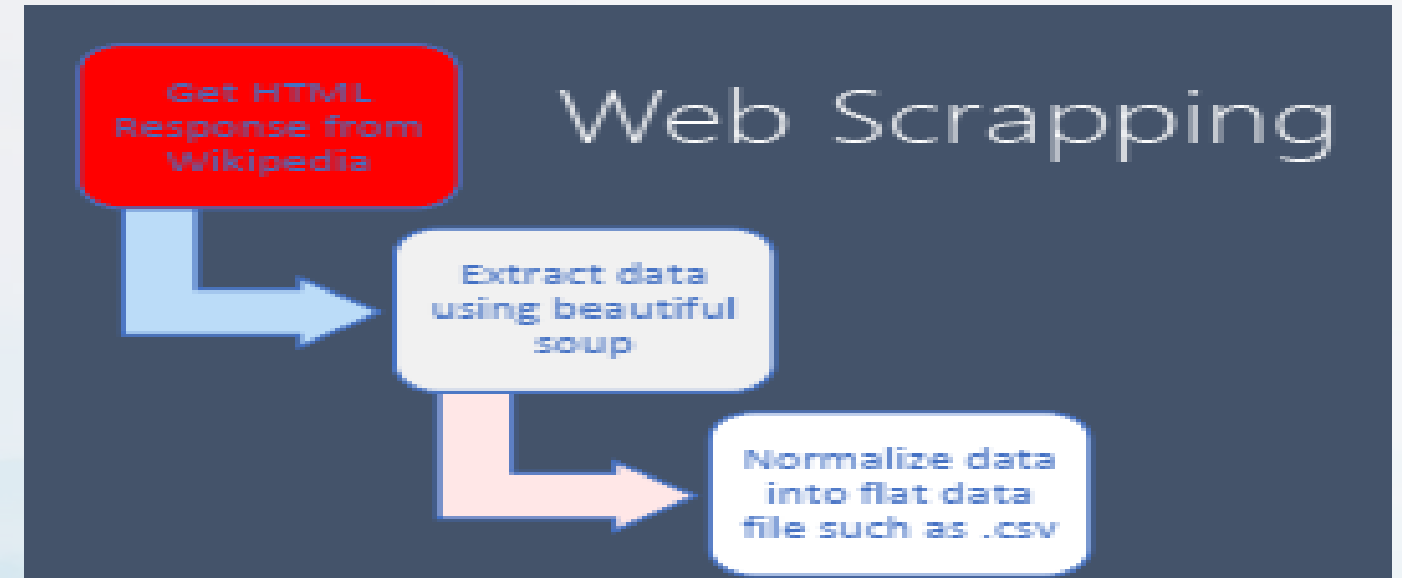 Get HTML
Response from
Wikipedia
Web Scrapping
Extract data
using beautiful
soup
Normalize data
into flat data
file such as .csv